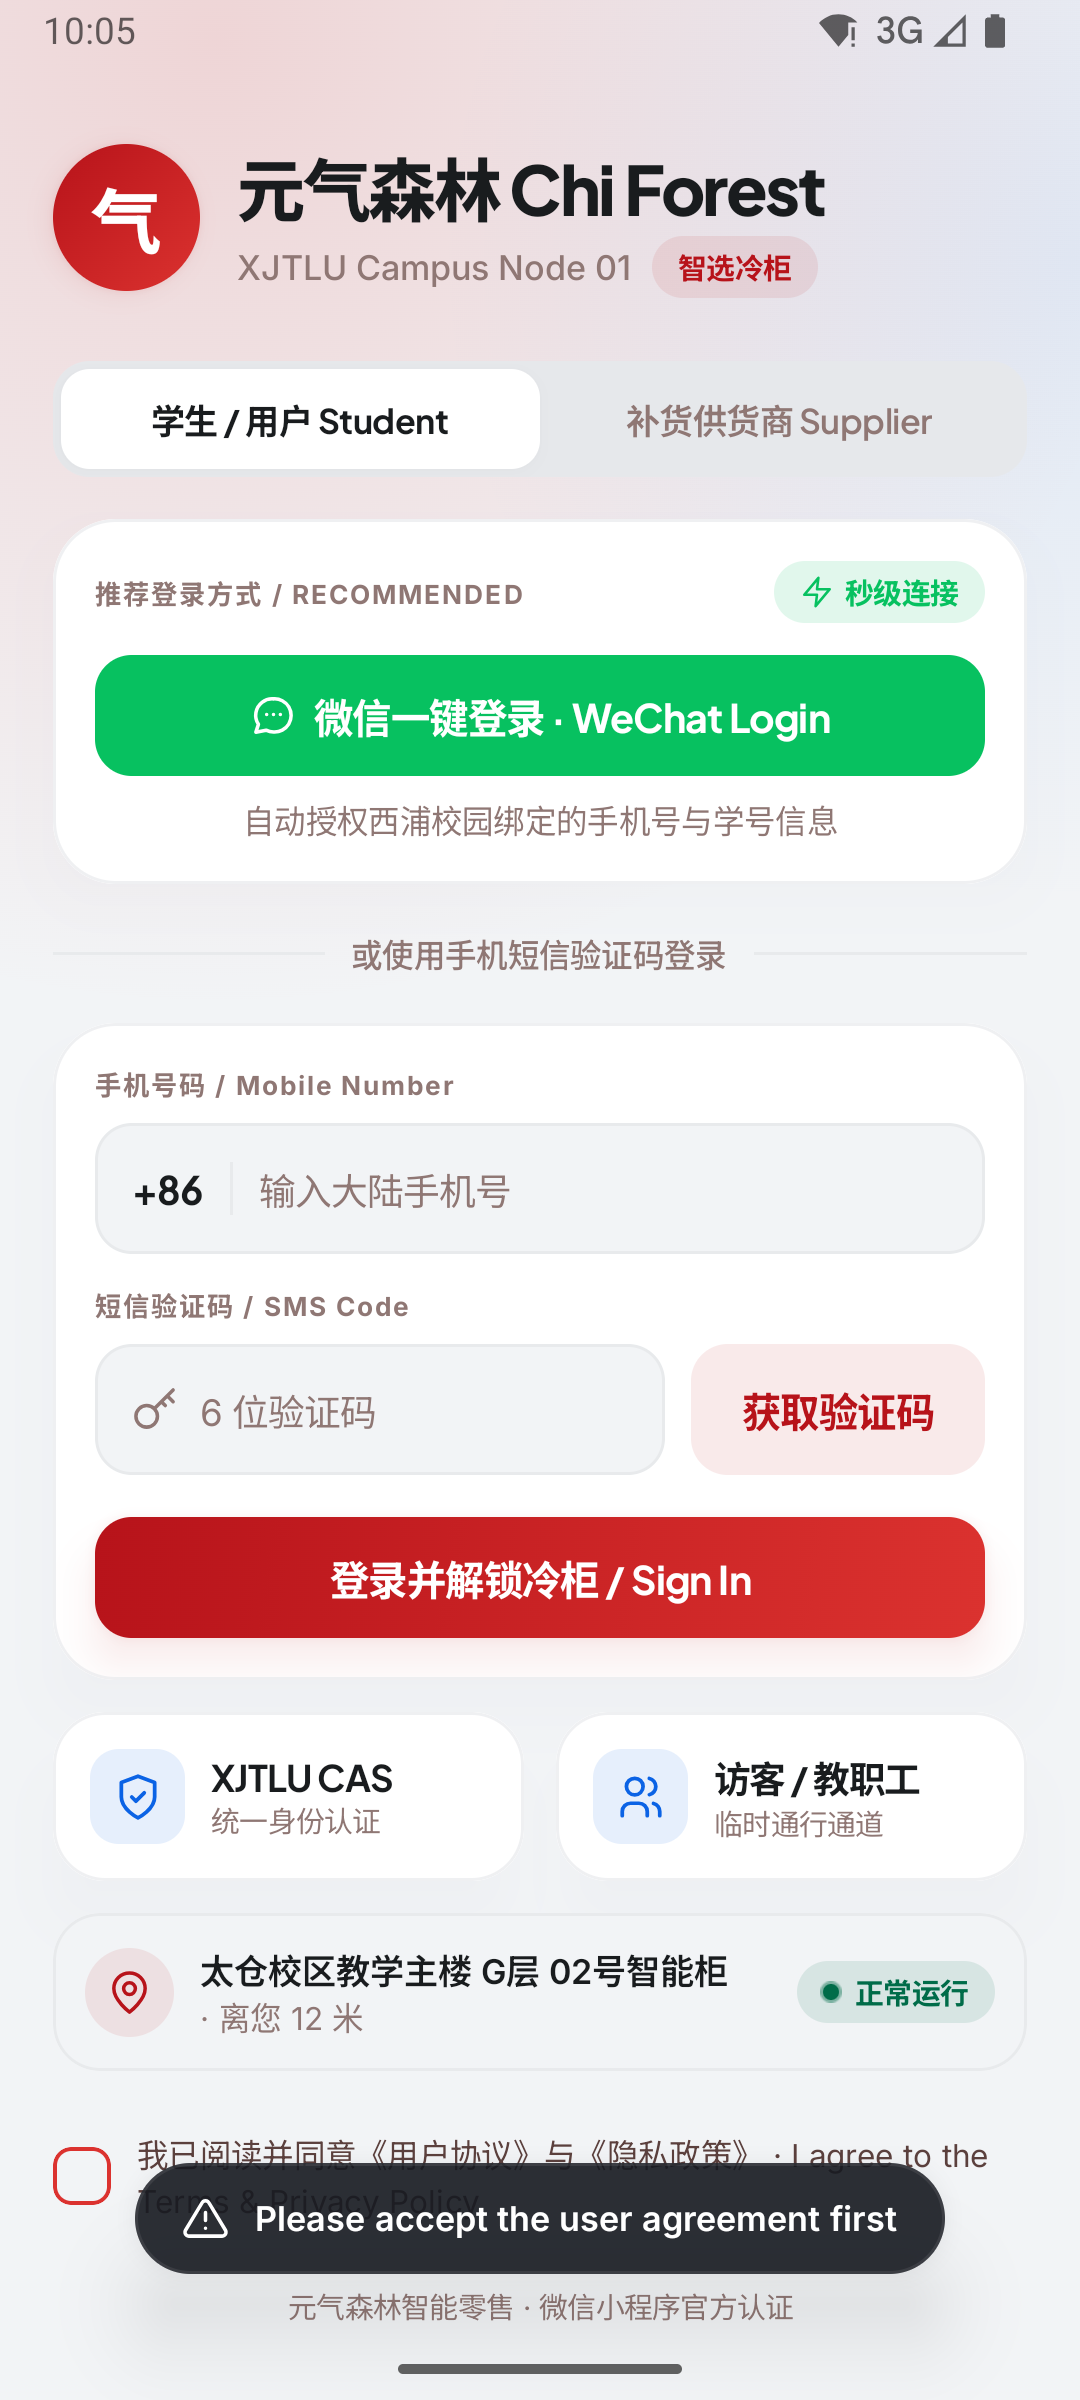 10:05
3G
气
元气森林 Chi Forest
XJTLU Campus Node 01
智选冷柜
学生 / 用户 Student
补货供货商 Supplier
推荐登录方式 / RECOMMENDED
秒级连接
微信一键登录 · WeChat Login
自动授权西浦校园绑定的手机号与学号信息
或使用手机短信验证码登录
手机号码 / Mobile Number
+86
输入大陆手机号
短信验证码 / SMS Code
6 位验证码
获取验证码
登录并解锁冷柜 / Sign In
XJTLU CAS
统一身份认证
访客 / 教职工
临时通行通道
太仓校区教学主楼 G层 02号智能柜
· 离您 12 米
正常运行
我已阅读并同意《用户协议》与《隐私政策》 · I agree to the
Terms & Privacy Policy
Please accept the user agreement first
元气森林智能零售 · 微信小程序官方认证